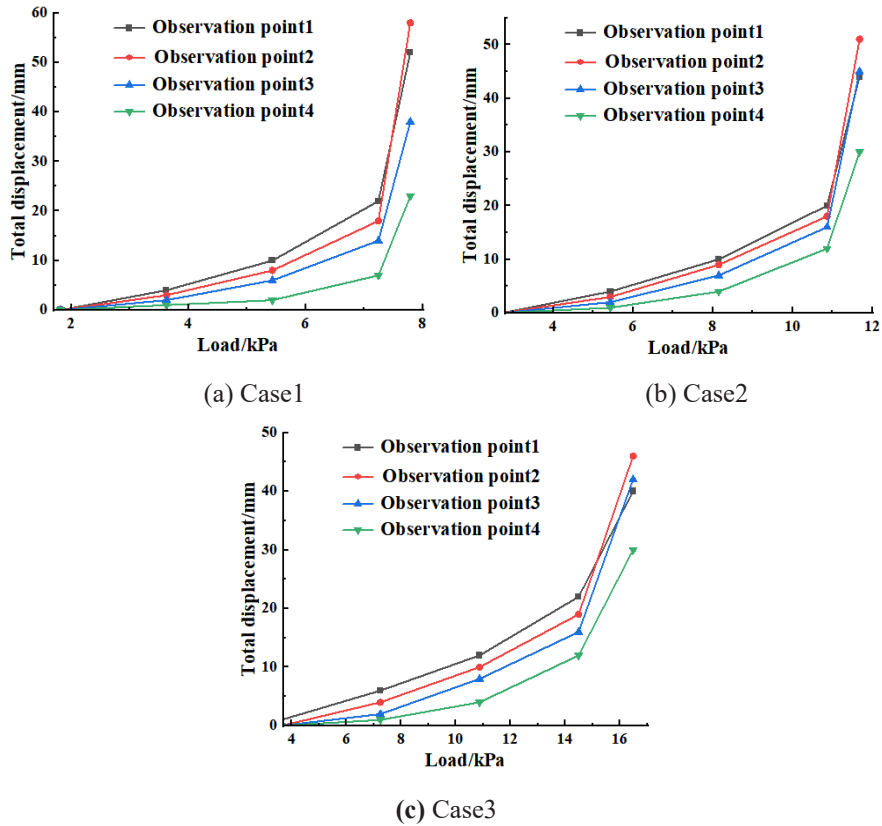 60
50
40
30
20
10
0
Total displacement/mm
Observation point1
Observation point2
Observation point3
Observation point4
2 4 6 8
Load/kPa
(a) Case1
50
40
30
20
10
0
Total displacement/mm
Observation point1
Observation point2
Observation point3
Observation point4
4 6 8 10 12
Load/kPa
(b) Case2
50
40
30
20
10
0
Total displacement/mm
Observation point1
Observation point2
Observation point3
Observation point4
4 6 8 10 12 14 16
Load/kPa
(c) Case3